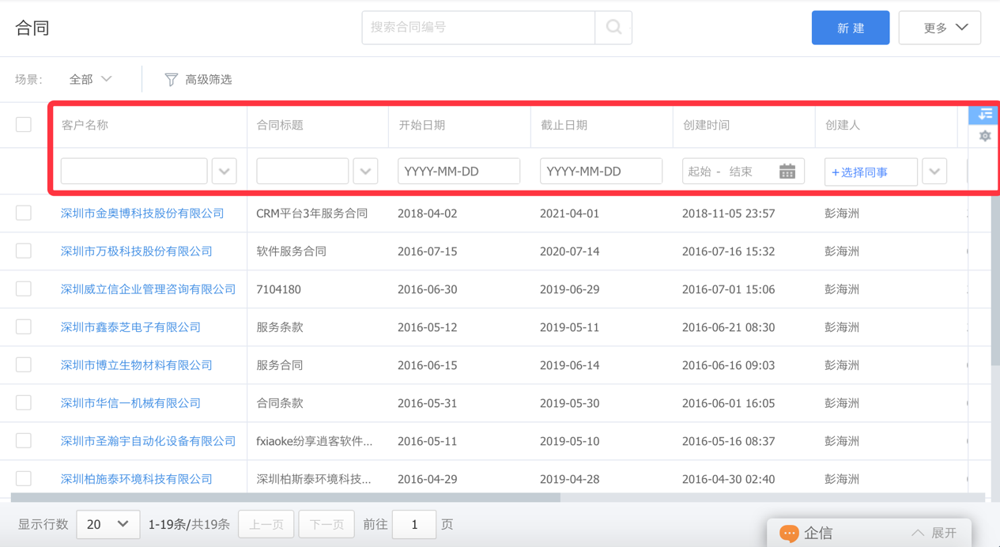 合同
搜索合同编号
新 建
更多
场景：
全部
高级筛选
客户名称 合同标题 开始日期 截止日期 创建时间 创建人
YYYY-MM-DD YYYY-MM-DD 起始 - 结束 +选择同事
深圳市金奥博科技股份有限公司 CRM平台3年服务合同 2018-04-02 2021-04-01 2018-11-05 23:57 彭海洲
深圳市万极科技股份有限公司 软件服务合同 2016-07-15 2020-07-14 2016-07-16 15:32 彭海洲
深圳威立信企业管理咨询有限公司 7104180 2016-06-30 2019-06-29 2016-07-01 15:06 彭海洲
深圳市鑫泰芝电子有限公司 服务条款 2016-05-12 2019-05-11 2016-06-21 08:30 彭海洲
深圳市博立生物材料有限公司 服务合同 2016-06-15 2019-06-14 2016-06-16 09:03 彭海洲
深圳市华信一机械有限公司 合同条款 2016-05-31 2019-05-30 2016-06-01 16:05 彭海洲
深圳市圣瀚宇自动化设备有限公司 fxiaoke纷享逍客软件... 2016-05-11 2019-05-10 2016-05-16 08:37 彭海洲
深圳柏施泰环境科技有限公司 深圳柏斯泰环境科技... 2016-04-29 2019-04-28 2016-04-30 02:40 彭海洲
显示行数 20 1-19条/共19条 上一页 下一页 前往 1 页
企信 展开